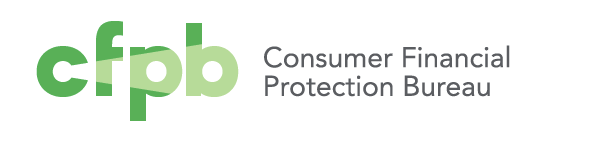 cfpb
Consumer Financial
Protection Bureau